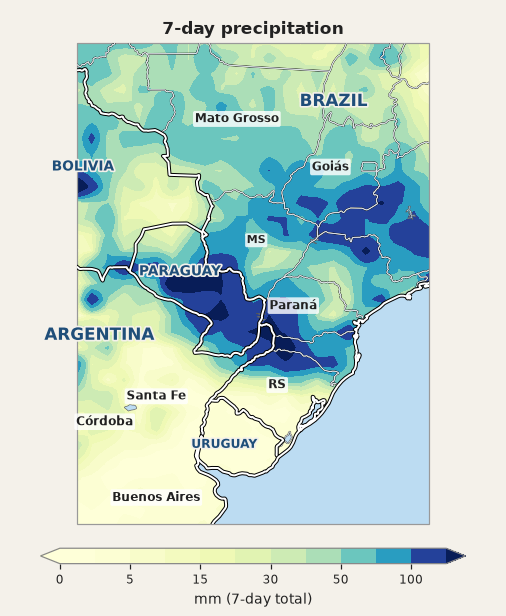 7-day precipitation
BRAZIL
Mato Grosso
BOLIVIA
Goiás
MS
PARAGUAY
Paraná
ARGENTINA
RS
Santa Fe
Córdoba
URUGUAY
Buenos Aires
0 5 15 30 50 100
mm (7-day total)